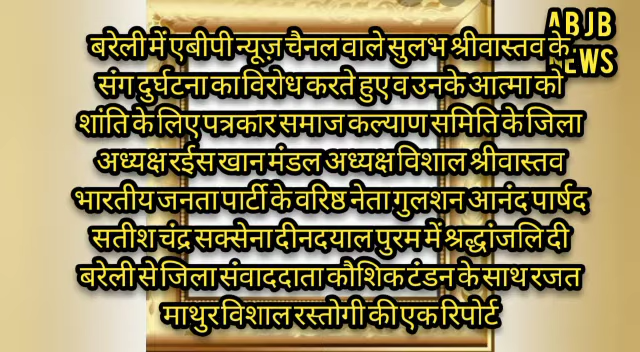 ABJB
NEWS
बरेली में एबीपी न्यूज़ चैनल वाले सुलभ श्रीवास्तव के
संग दुर्घटना का विरोध करते हुए व उनके आत्मा को
शांति के लिए पत्रकार समाज कल्याण समिति के जिला
अध्यक्ष रईस खान मंडल अध्यक्ष विशाल श्रीवास्तव
भारतीय जनता पार्टी के वरिष्ठ नेता गुलशन आनंद पार्षद
सतीश चंद्र सक्सेना दीनदयाल पुरम में श्रद्धांजलि दी
बरेली से जिला संवाददाता कौशिक टंडन के साथ रजत
माथुर विशाल रस्तोगी की एक रिपोर्ट